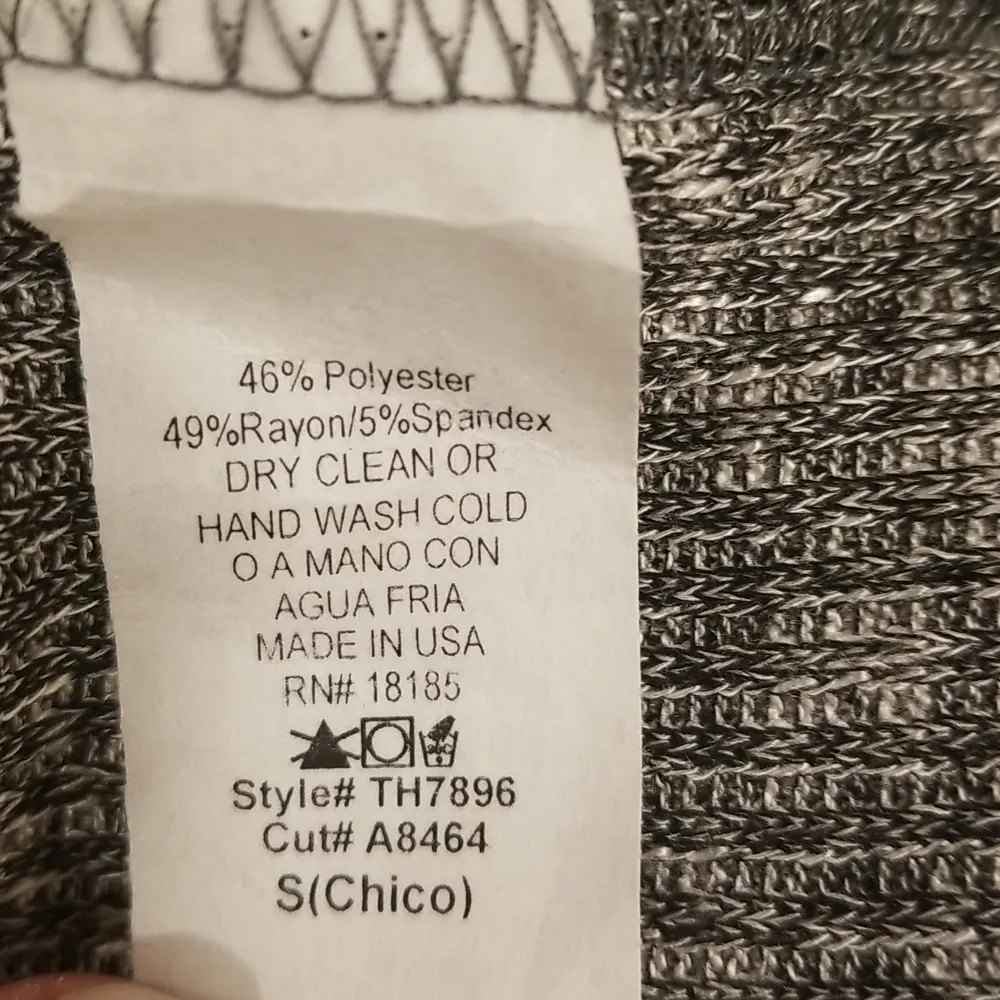 46% Polyester
49%Rayon/5%Spandex
DRY CLEAN OR
HAND WASH COLD
O A MANO CON
AGUA FRIA
MADE IN USA
RN# 18185
Style# TH7896
Cut# A8464
S(Chico)